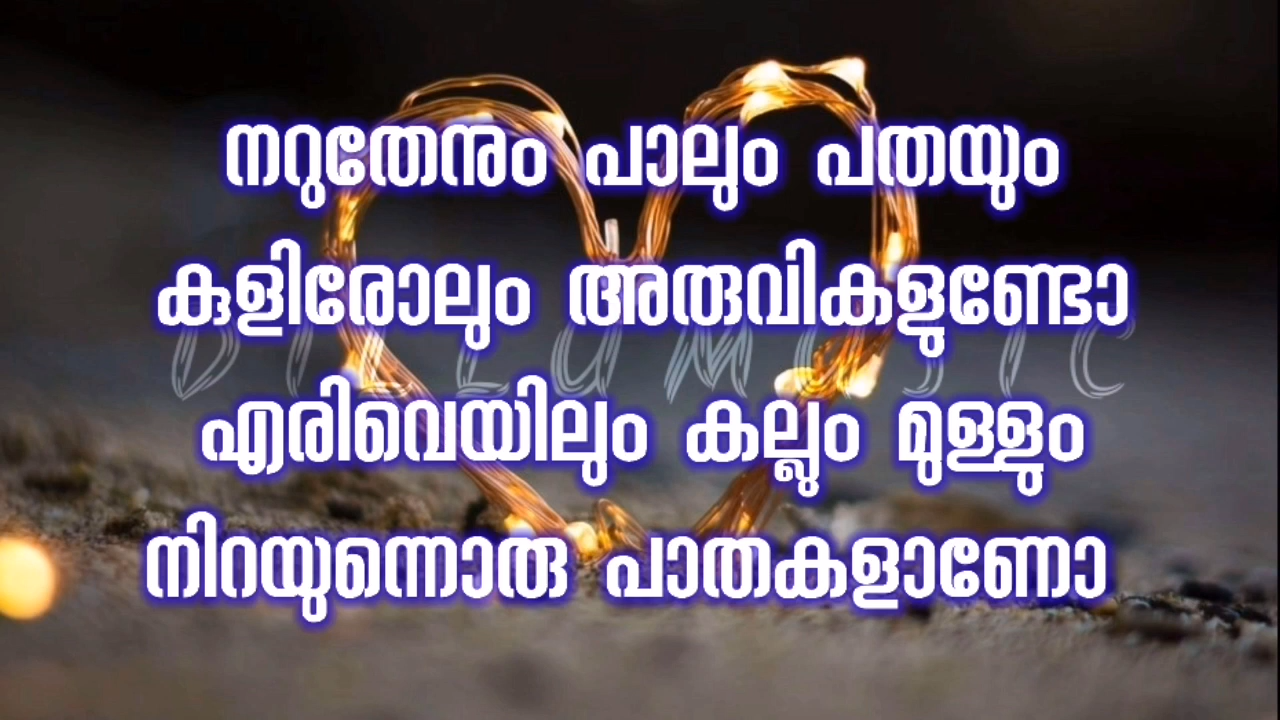 നറുതേനും പാലും പതയും
കുളിരോലും അരുവികളുണ്ടോ
എരിവെയിലും കല്ലും മുള്ളും
നിറയുന്നൊരു പാതകളാണോ